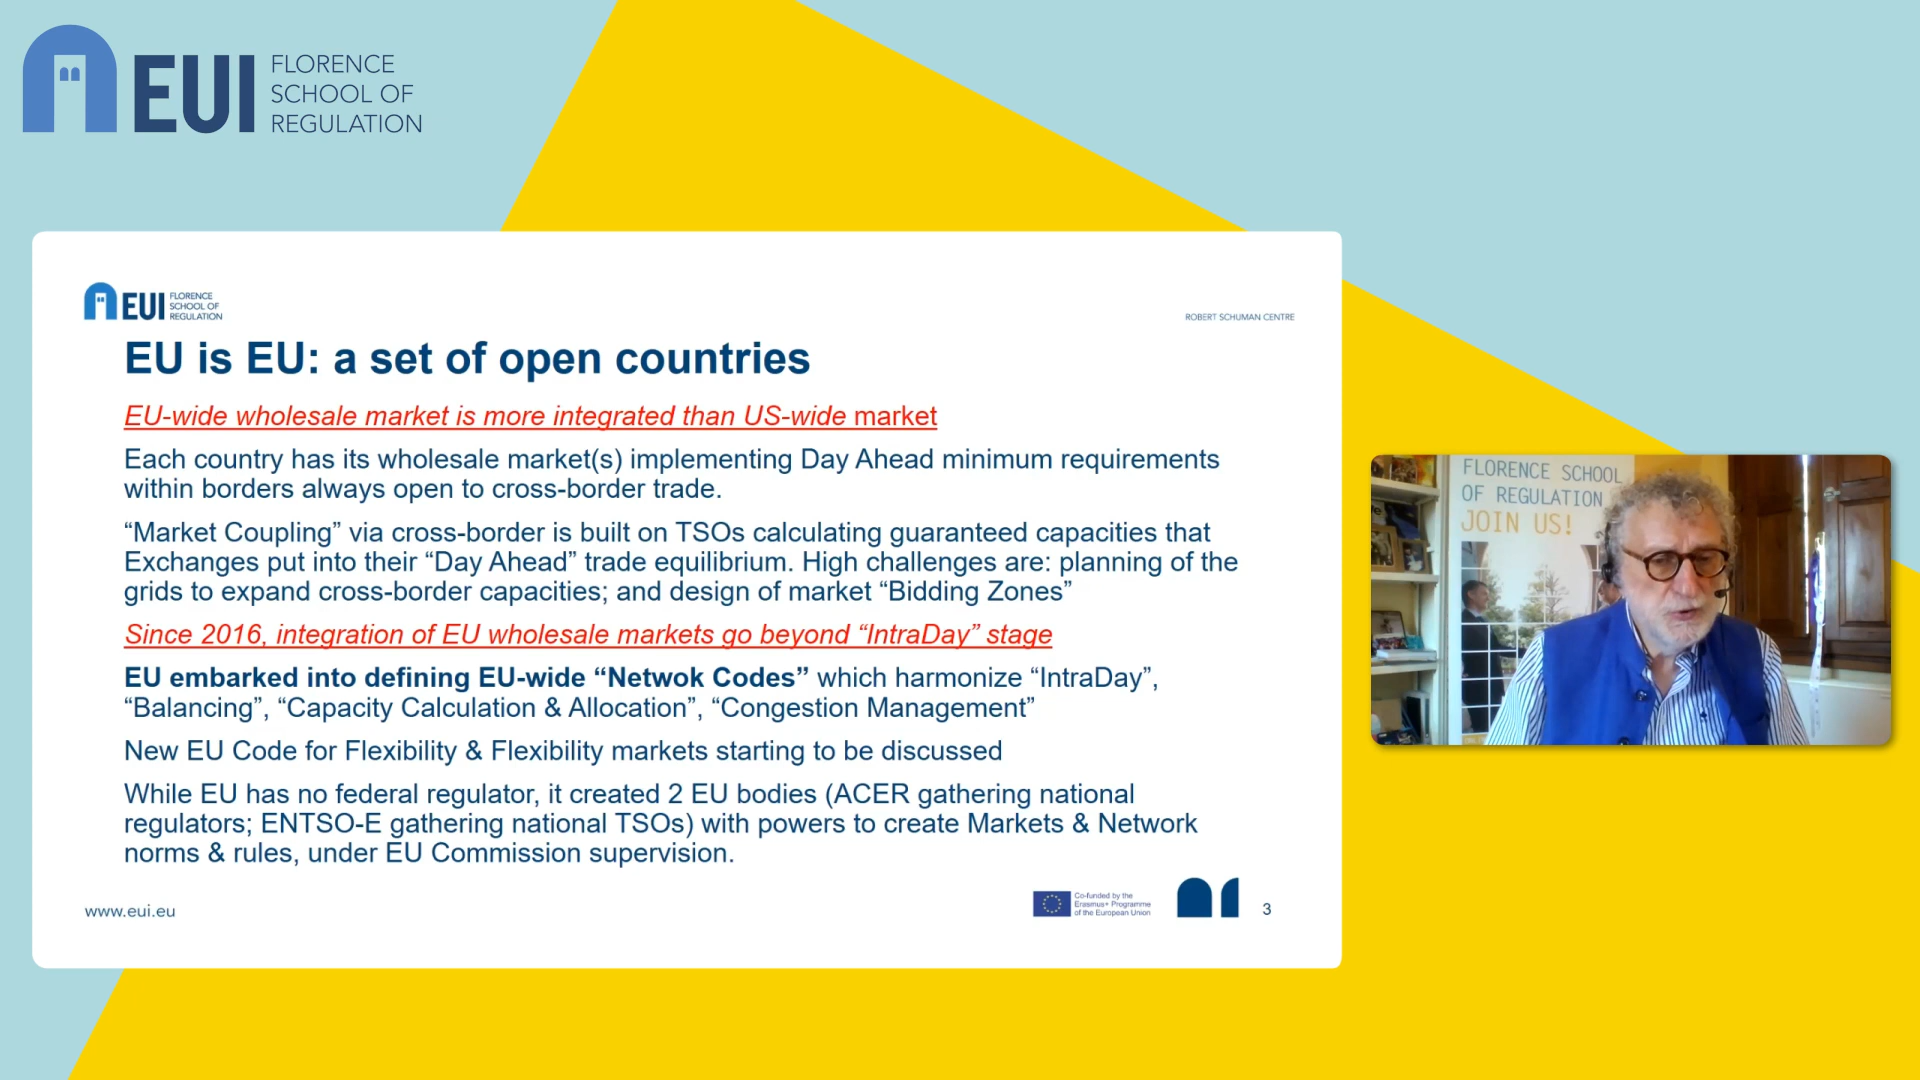 EUI
FLORENCE
SCHOOL OF
REGULATION
EUI
FLORENCE
SCHOOL OF
REGULATION
ROBERT SCHUMAN CENTRE
EU is EU: a set of open countries
EU-wide wholesale market is more integrated than US-wide market
Each country has its wholesale market(s) implementing Day Ahead minimum requirements
within borders always open to cross-border trade.
“Market Coupling” via cross-border is built on TSOs calculating guaranteed capacities that
Exchanges put into their “Day Ahead” trade equilibrium. High challenges are: planning of the
grids to expand cross-border capacities; and design of market “Bidding Zones”
Since 2016, integration of EU wholesale markets go beyond “IntraDay” stage
EU embarked into defining EU-wide “Netwok Codes” which harmonize “IntraDay”,
“Balancing”, “Capacity Calculation & Allocation”, “Congestion Management”
New EU Code for Flexibility & Flexibility markets starting to be discussed
While EU has no federal regulator, it created 2 EU bodies (ACER gathering national
regulators; ENTSO-E gathering national TSOs) with powers to create Markets & Network
norms & rules, under EU Commission supervision.
www.eui.eu
Co-funded by the
Erasmus+ Programme
of the European Union
3
FLORENCE SCHOOL
OF REGULATION
JOIN US!